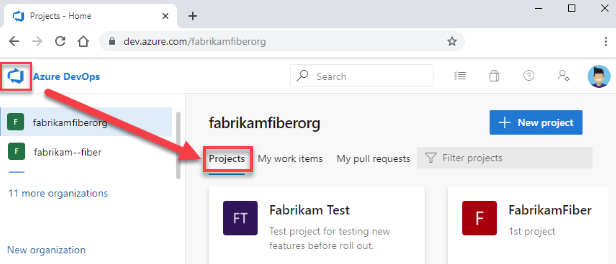 Projects - Home
dev.azure.com/fabrikamfiberorg
Azure DevOps
Search
F
fabrikamfiberorg
F
fabrikam--fiber
11 more organizations
New organization
fabrikamfiberorg
+ New project
Projects
My work items
My pull requests
Filter projects
FT
Fabrikam Test
Test project for testing new
features before roll out.
F
FabrikamFiber
1st project